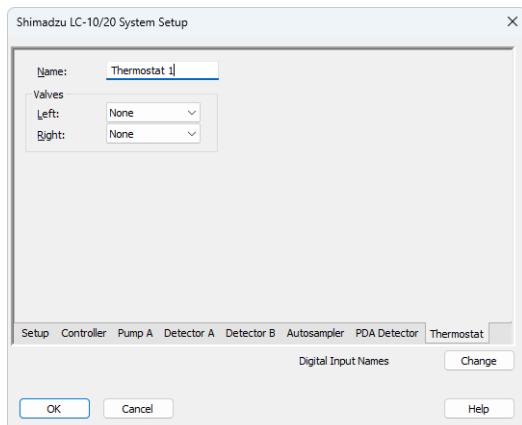 Shimadzu LC-10/20 System Setup
Name: Thermostat 1
Valves
Left: None
Right: None
Setup Controller Pump A Detector A Detector B Autosampler PDA Detector Thermostat
Digital Input Names Change
OK Cancel Help